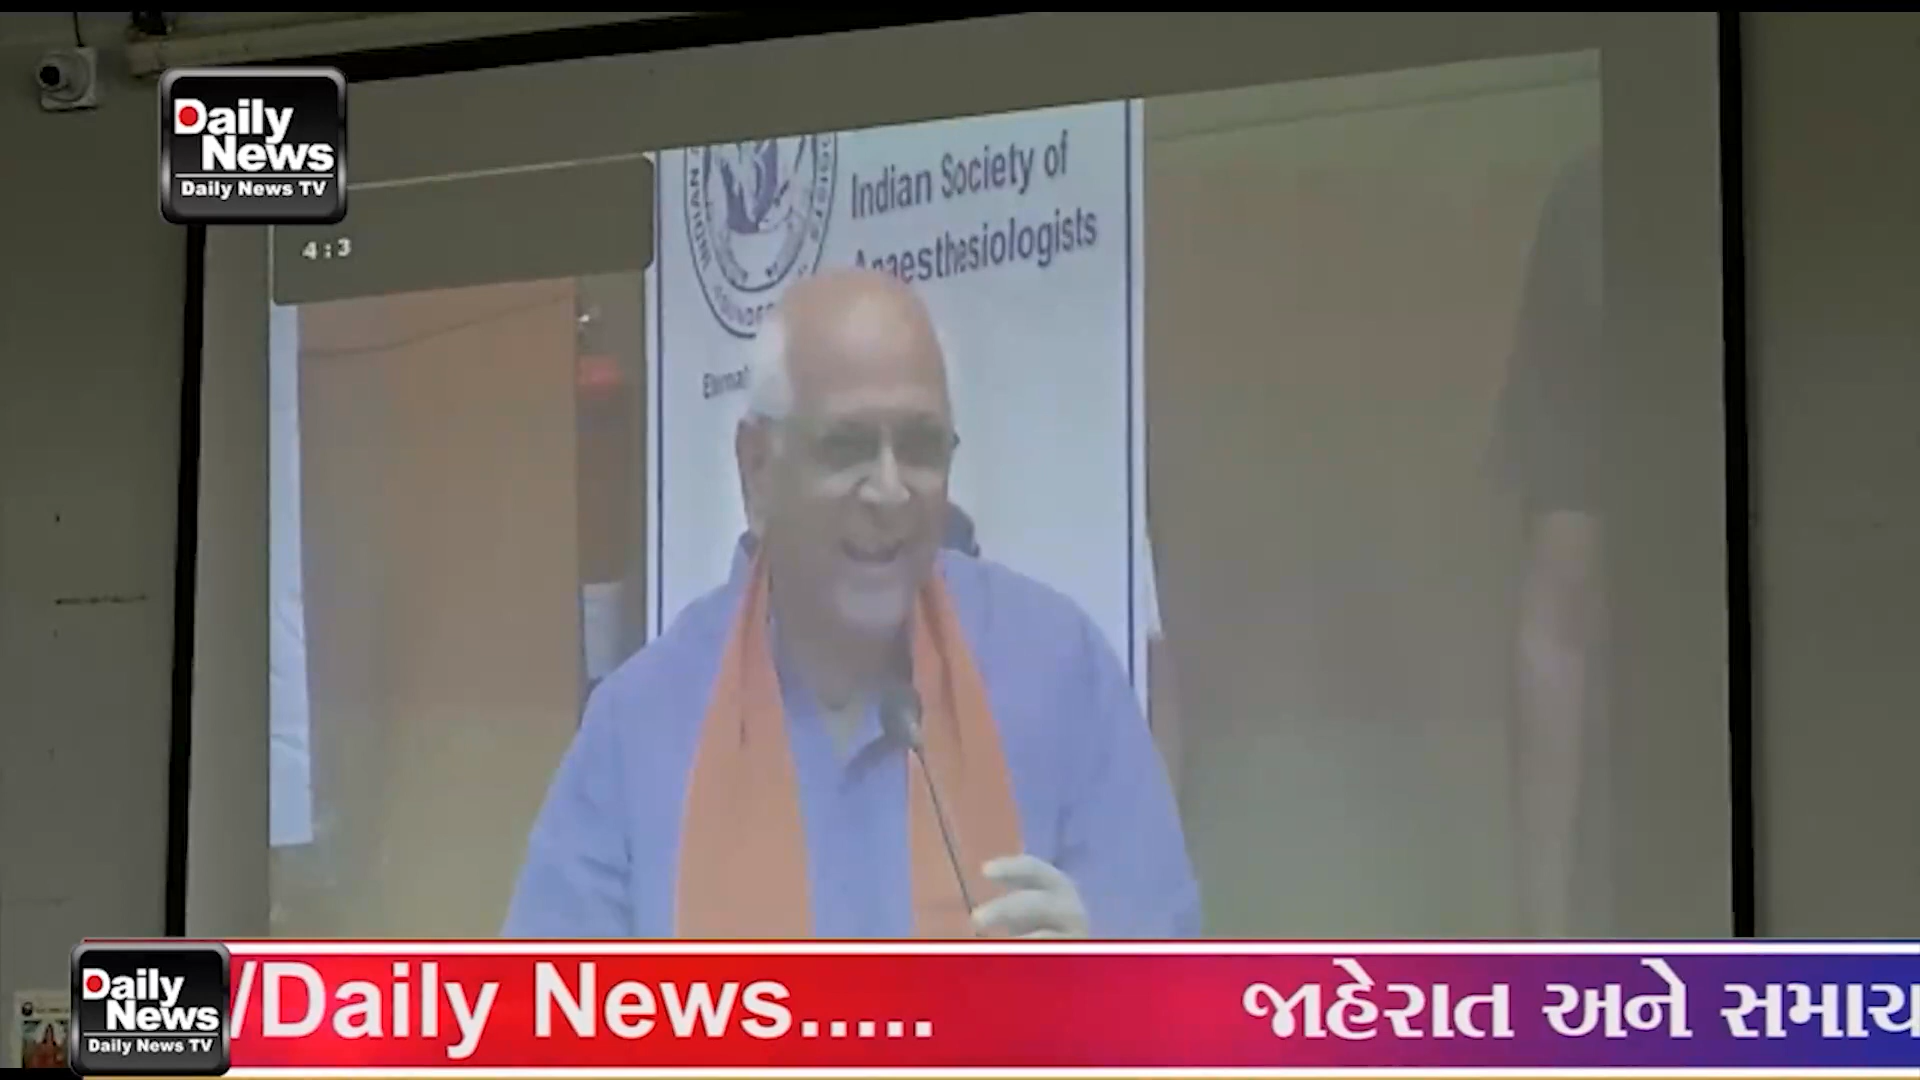 Daily
News
Daily News TV
4:3
Indian Society of
Anaesthesiologists
INDIAN
Daily
News
Daily News TV
/Daily News.....
જાહેરાત અને સમાચ